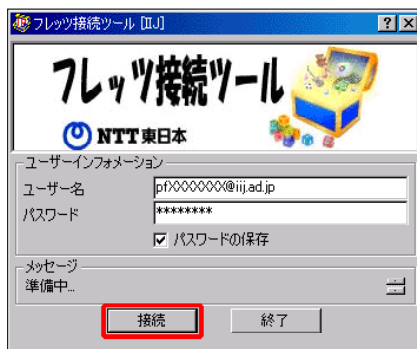 フレッツ接続ツール [IIJ]
フレッツ接続ツール
NTT東日本
ユーザーインフォメーション
ユーザー名 pfXXXXXXX@iij.ad.jp
パスワード ********
パスワードの保存
メッセージ
準備中...
接続 終了